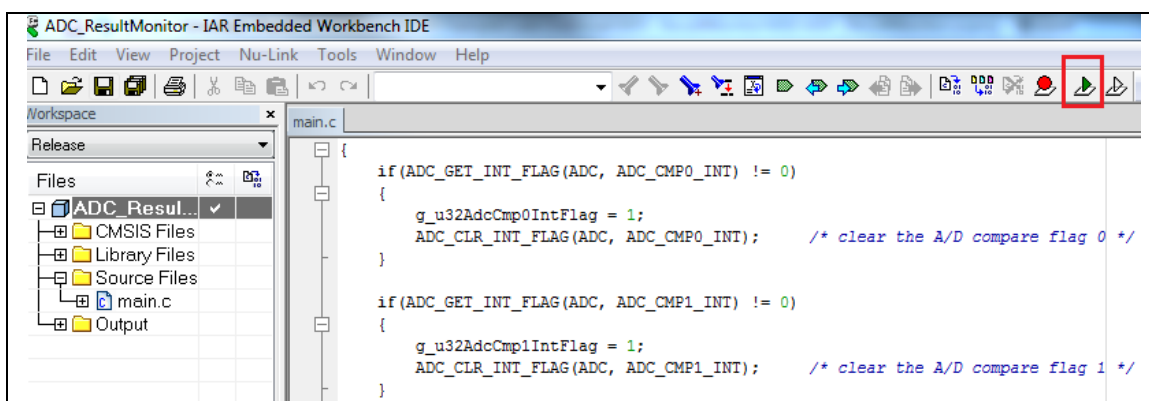 ADC_ResultMonitor - IAR Embedded Workbench IDE
File Edit View Project Nu-Link Tools Window Help
Workspace
main.c
Release
Files
ADC_Resul...
CMSIS Files
Library Files
Source Files
main.c
Output
{
if(ADC_GET_INT_FLAG(ADC, ADC_CMP0_INT) != 0)
{
g_u32AdcCmp0IntFlag = 1;
ADC_CLR_INT_FLAG(ADC, ADC_CMP0_INT); /* clear the A/D compare flag 0 */
}
if(ADC_GET_INT_FLAG(ADC, ADC_CMP1_INT) != 0)
{
g_u32AdcCmp1IntFlag = 1;
ADC_CLR_INT_FLAG(ADC, ADC_CMP1_INT); /* clear the A/D compare flag 1 */
}